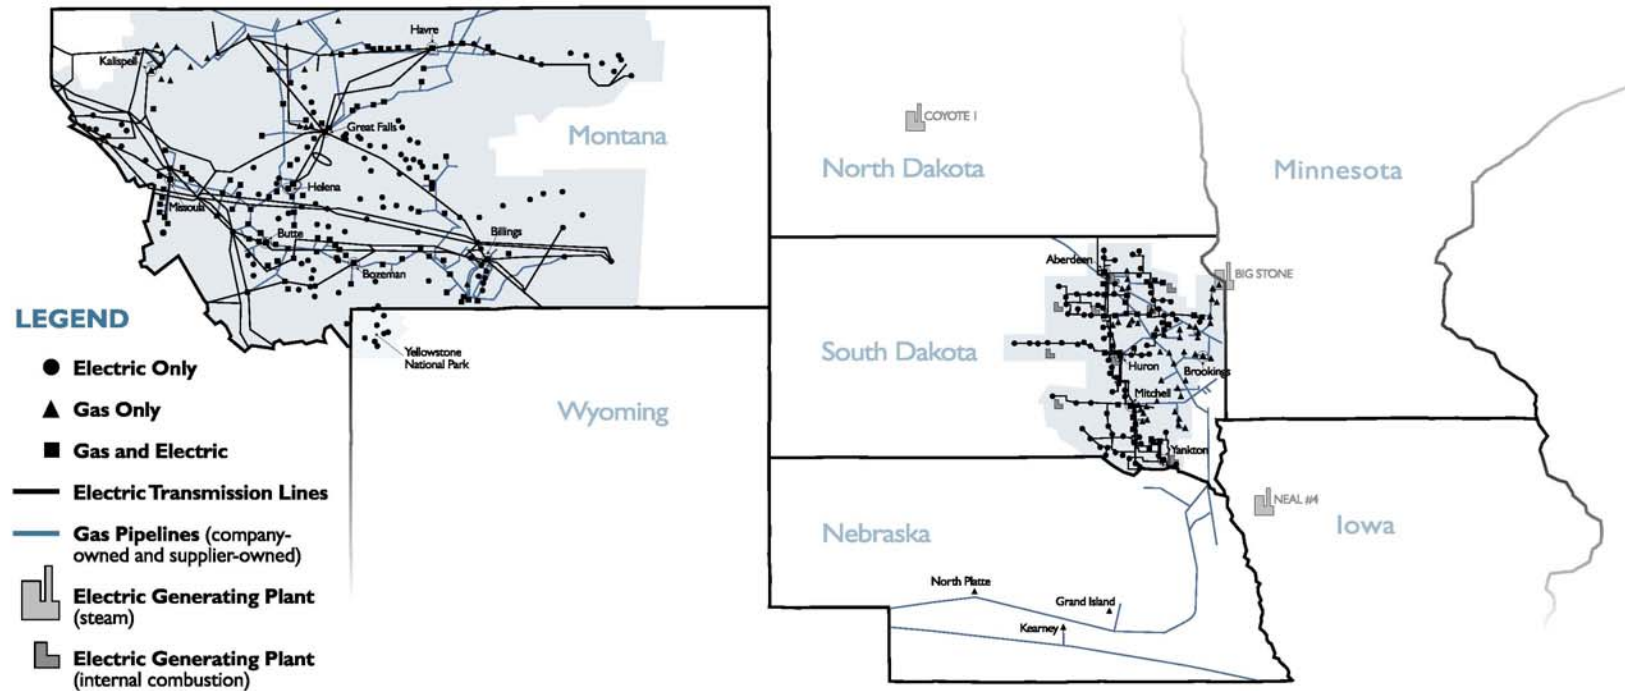 Havre
Kalispell
Great Falls
Montana
Helena
Missoula
Butte
Billings
Bozeman
Yellowstone
National Park
Wyoming
COYOTE I
North Dakota
Minnesota
Aberdeen
BIG STONE
South Dakota
Huron
Brookings
Mitchell
Yankton
NEAL #4
Nebraska
Iowa
North Platte
Grand Island
Kearney
LEGEND
Electric Only
Gas Only
Gas and Electric
Electric Transmission Lines
Gas Pipelines (company-
owned and supplier-owned)
Electric Generating Plant
(steam)
Electric Generating Plant
(internal combustion)